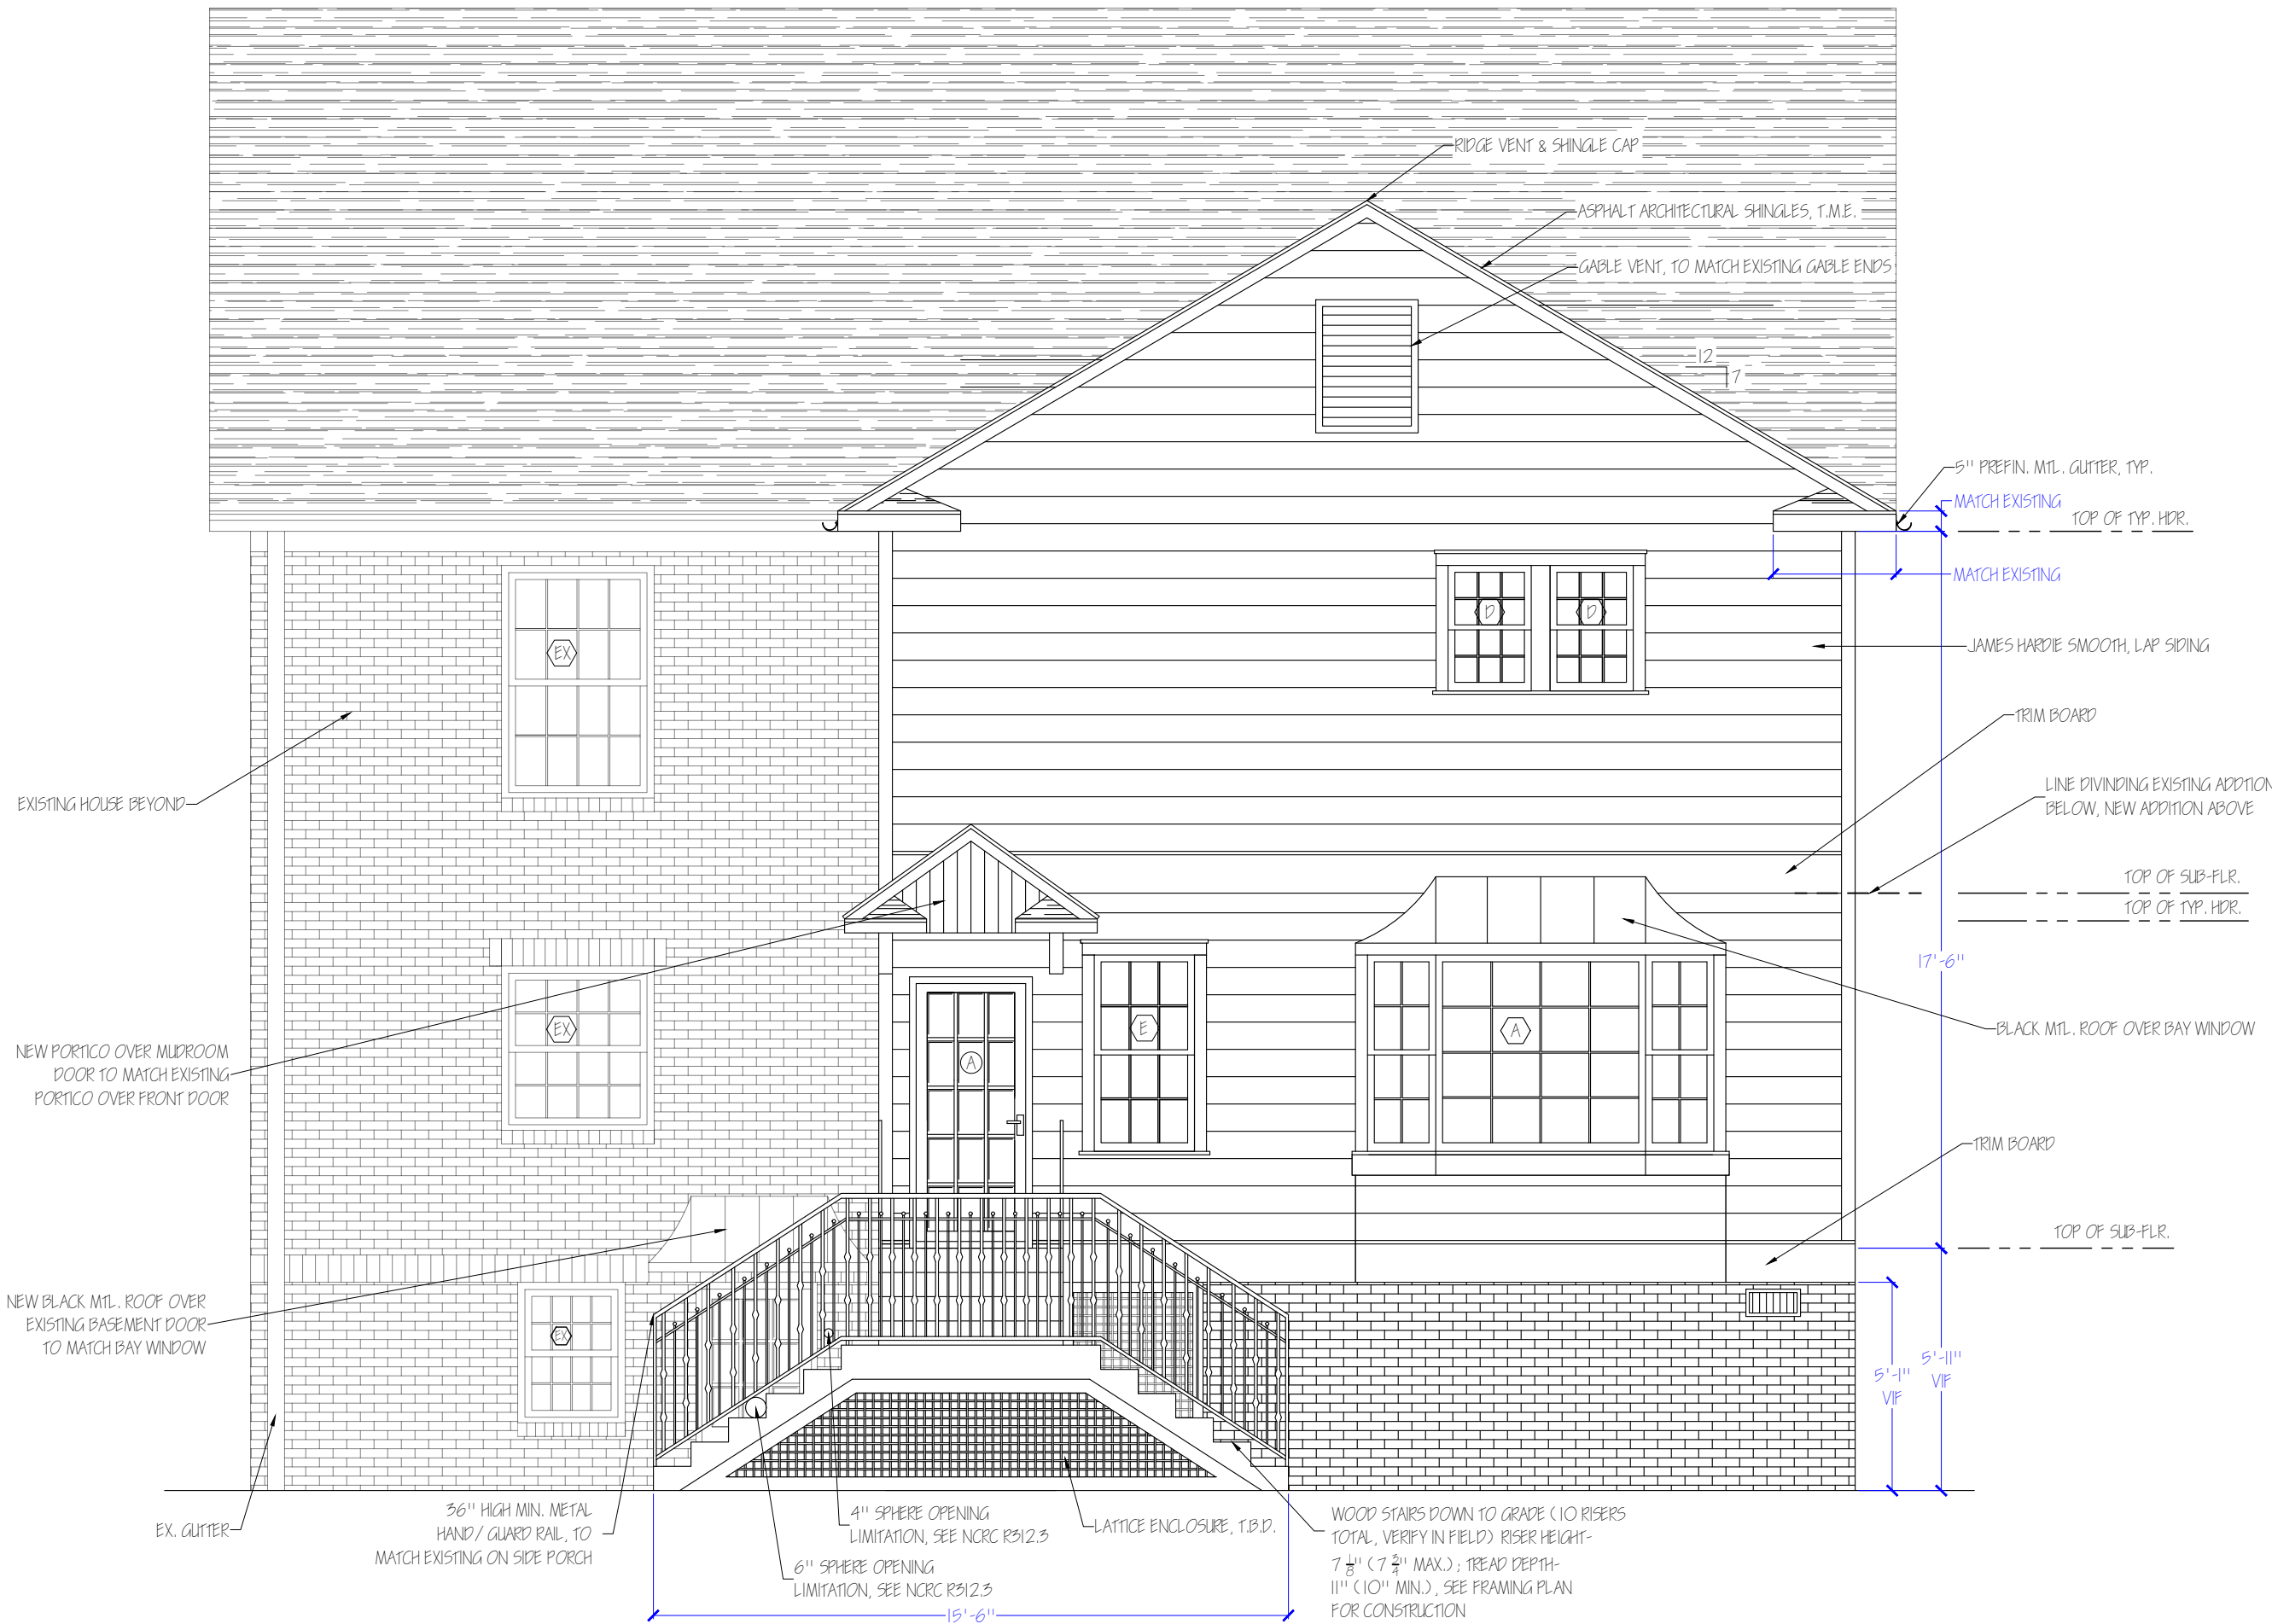 RIDGE VENT & SHINGLE CAP
ASPHALT ARCHITECTURAL SHINGLES, T.M.E.
GABLE VENT, TO MATCH EXISTING GABLE ENDS
12
7
5" PREFIN. MTL. GUTTER, TYP.
MATCH EXISTING
TOP OF TYP. HDR.
MATCH EXISTING
D
D
JAMES HARDIE SMOOTH, LAP SIDING
EX
TRIM BOARD
LINE DIVINDING EXISTING ADDTION
BELOW, NEW ADDITION ABOVE
EXISTING HOUSE BEYOND
TOP OF SUB-FLR.
TOP OF TYP. HDR.
17'-6"
EX
E
A
A
BLACK MTL. ROOF OVER BAY WINDOW
NEW PORTICO OVER MUDROOM
DOOR TO MATCH EXISTING
PORTICO OVER FRONT DOOR
TRIM BOARD
TOP OF SUB-FLR.
NEW BLACK MTL. ROOF OVER
EXISTING BASEMENT DOOR
TO MATCH BAY WINDOW
EX
5'-1"
VIF
5'-11"
VIF
EX. GUTTER
36" HIGH MIN. METAL
HAND/ GUARD RAIL, TO
MATCH EXISTING ON SIDE PORCH
4" SPHERE OPENING
LIMITATION, SEE NCRC R312.3
6" SPHERE OPENING
LIMITATION, SEE NCRC R312.3
LATTICE ENCLOSURE, T.B.D.
WOOD STAIRS DOWN TO GRADE (10 RISERS
TOTAL, VERIFY IN FIELD) RISER HEIGHT-
7 1/8" (7 3/4" MAX.); TREAD DEPTH-
11" (10" MIN.), SEE FRAMING PLAN
FOR CONSTRUCTION
15'-6"